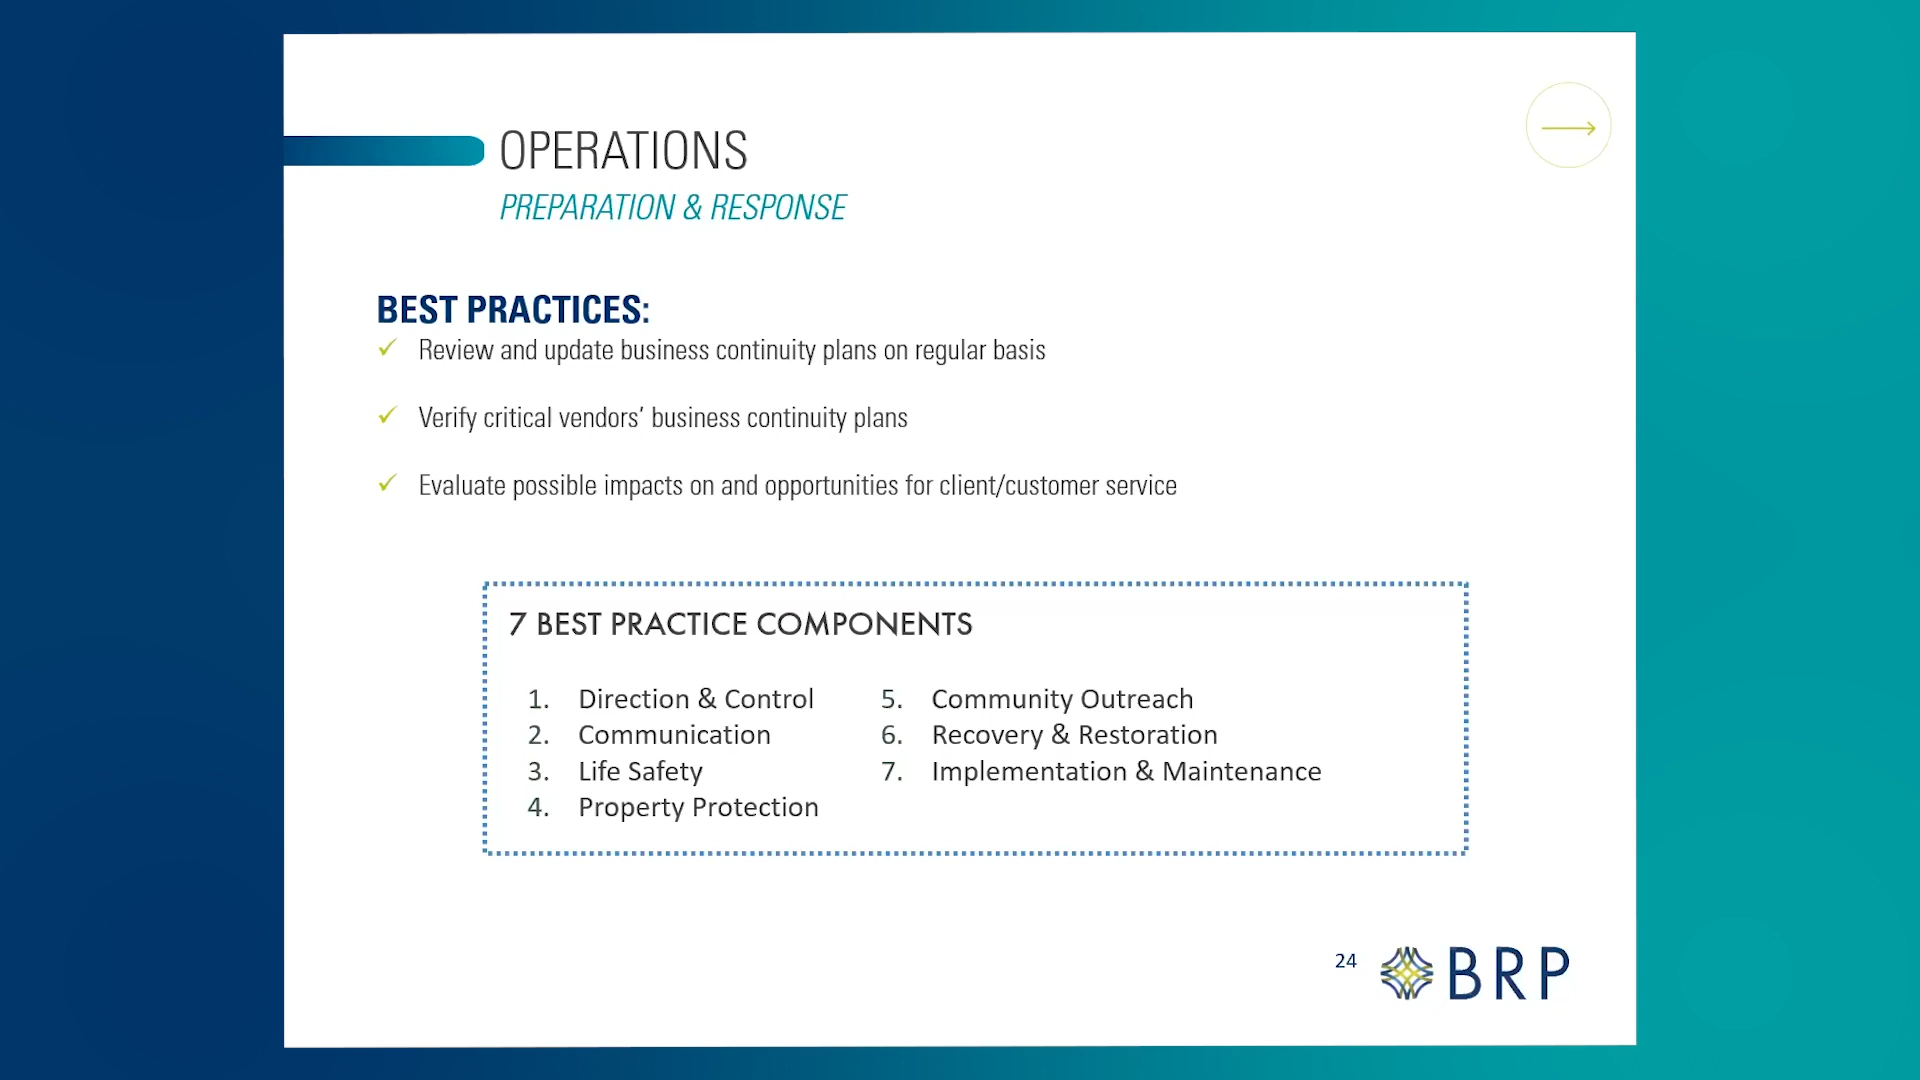 OPERATIONS
PREPARATION & RESPONSE
BEST PRACTICES:
✓ Review and update business continuity plans on regular basis
✓ Verify critical vendors’ business continuity plans
✓ Evaluate possible impacts on and opportunities for client/customer service
7 BEST PRACTICE COMPONENTS
1. Direction & Control
2. Communication
3. Life Safety
4. Property Protection
5. Community Outreach
6. Recovery & Restoration
7. Implementation & Maintenance
24
BRP